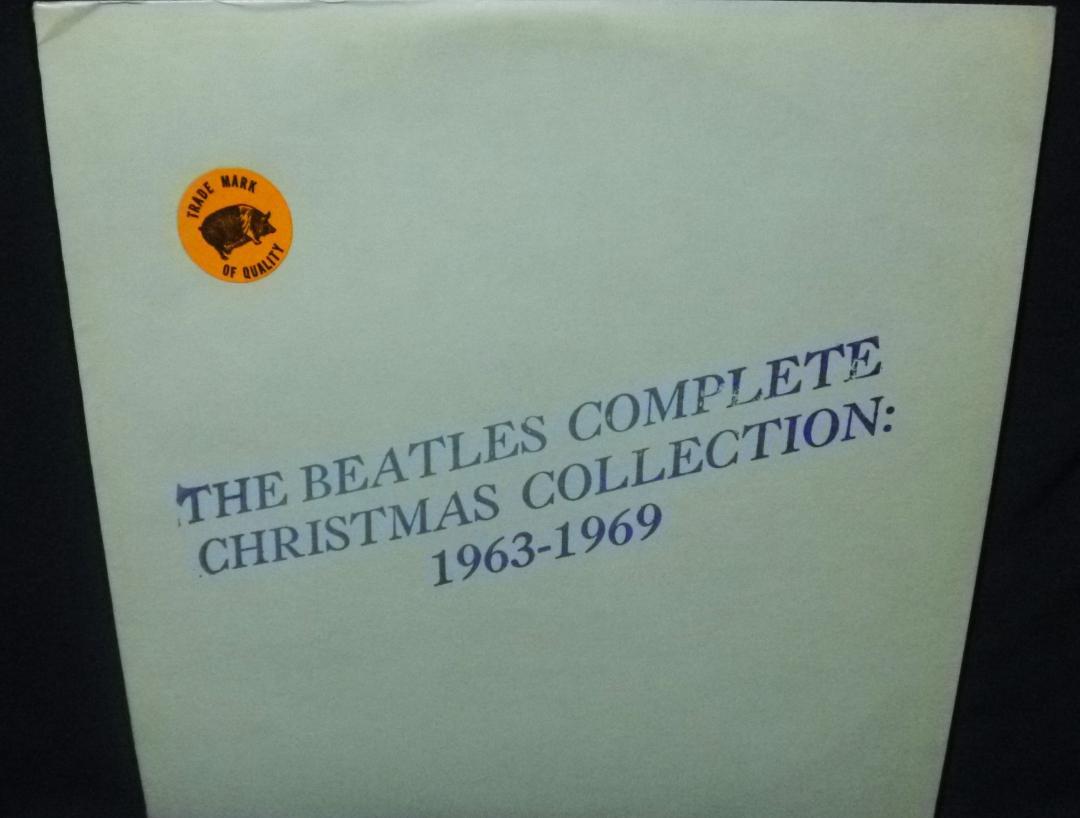 TRADE MARK
OF QUALITY
THE BEATLES COMPLETE
CHRISTMAS COLLECTION:
1963-1969